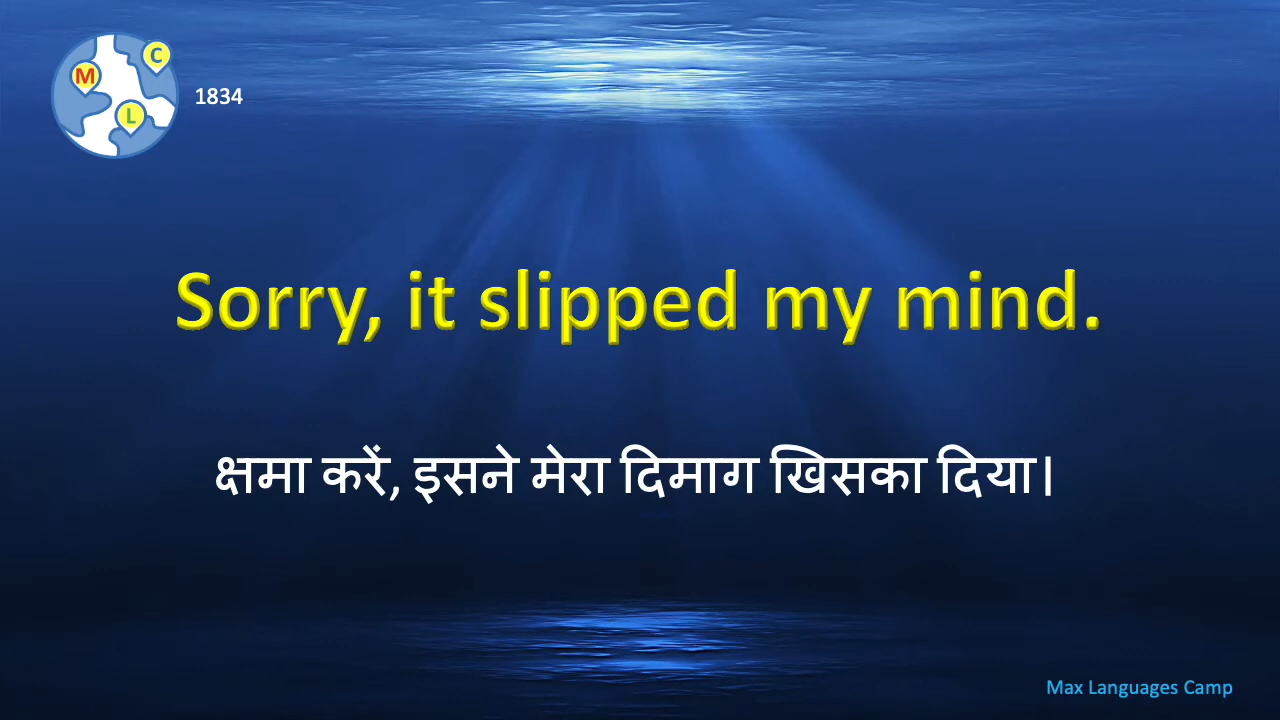 M
C
L
1834
Sorry, it slipped my mind.
क्षमा करें, इसने मेरा दिमाग खिसका दिया।
Max Languages Camp